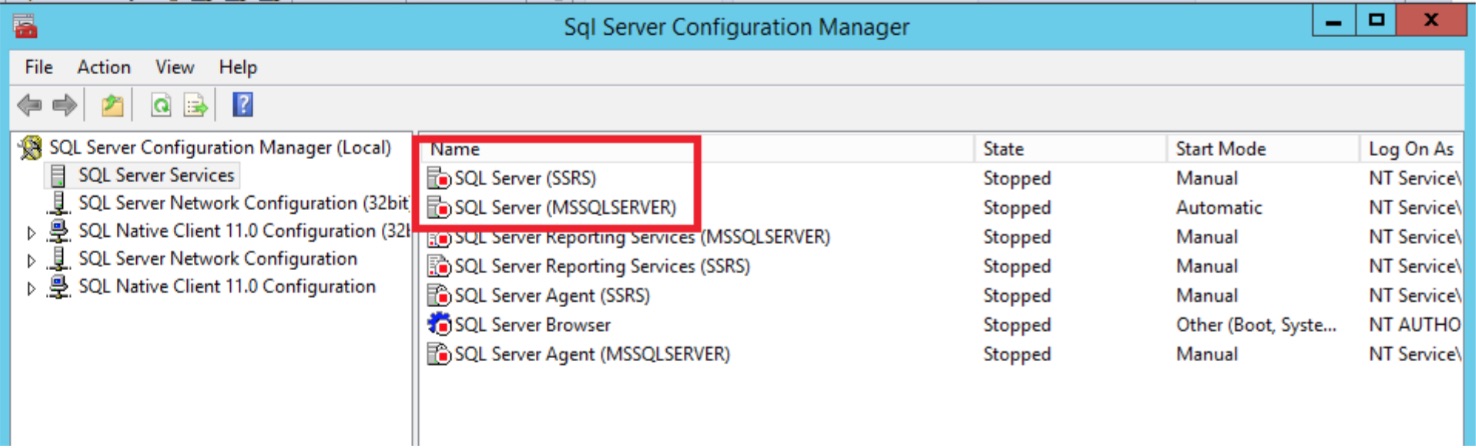 Sql Server Configuration Manager
File Action View Help
SQL Server Configuration Manager (Local)
SQL Server Services
SQL Server Network Configuration (32bit
SQL Native Client 11.0 Configuration (32
SQL Server Network Configuration
SQL Native Client 11.0 Configuration
Name State Start Mode Log On As
SQL Server (SSRS) Stopped Manual NT Service\
SQL Server (MSSQLSERVER) Stopped Automatic NT Service\
SQL Server Reporting Services (MSSQLSERVER) Stopped Manual NT Service\
SQL Server Reporting Services (SSRS) Stopped Manual NT Service\
SQL Server Agent (SSRS) Stopped Manual NT Service\
SQL Server Browser Stopped Other (Boot, Syste... NT AUTHO
SQL Server Agent (MSSQLSERVER) Stopped Manual NT Service\